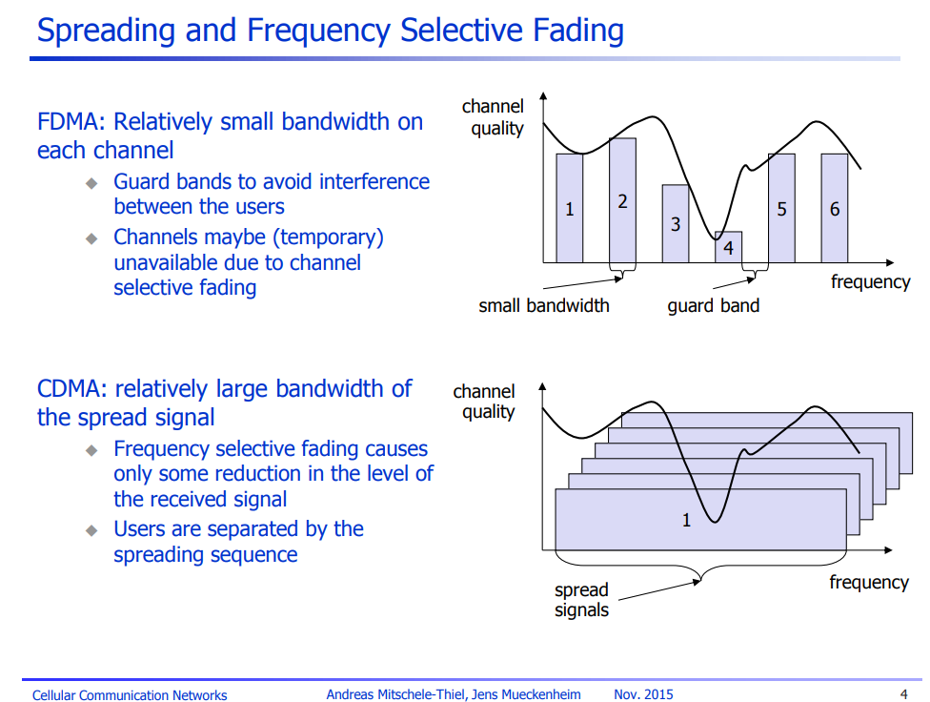 Spreading and Frequency Selective Fading
FDMA: Relatively small bandwidth on
each channel
Guard bands to avoid interference
between the users
Channels maybe (temporary)
unavailable due to channel
selective fading
channel
quality
1
2
3
4
5
6
frequency
small bandwidth
guard band
CDMA: relatively large bandwidth of
the spread signal
Frequency selective fading causes
only some reduction in the level of
the received signal
Users are separated by the
spreading sequence
channel
quality
1
frequency
spread
signals
Cellular Communication Networks
Andreas Mitschele-Thiel, Jens Mueckenheim
Nov. 2015
4